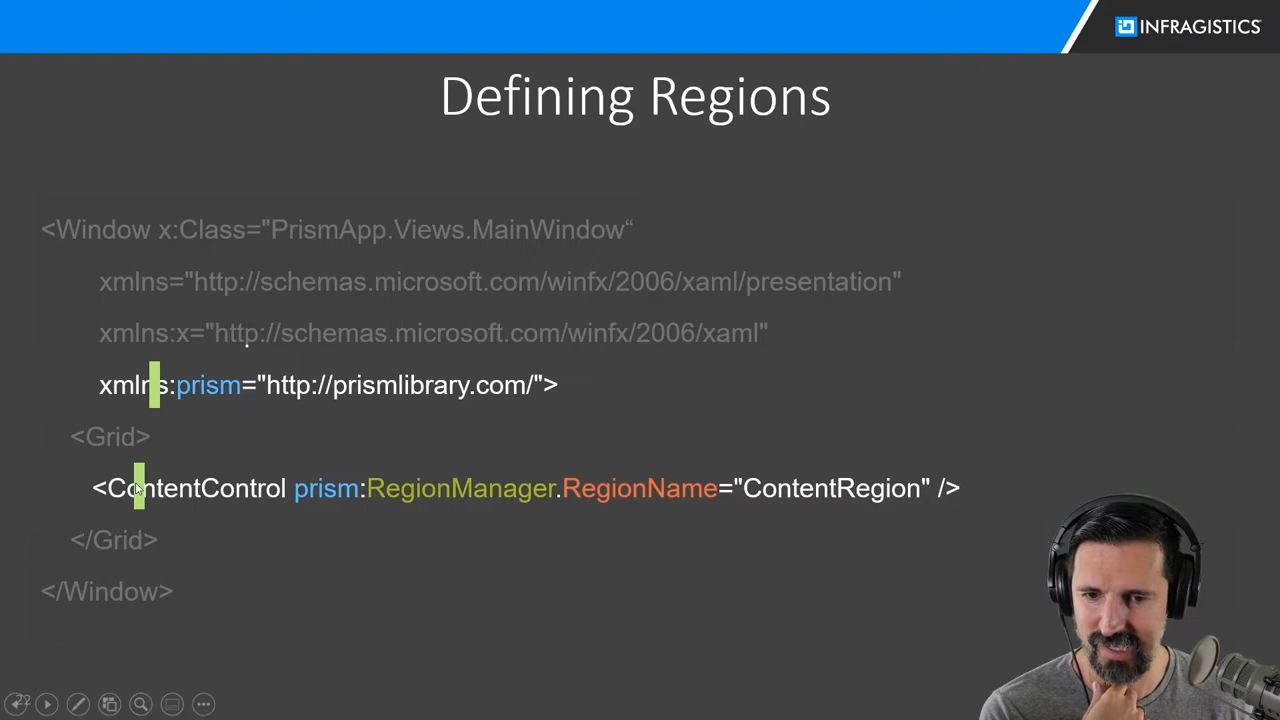 INFRAGISTICS
Defining Regions
<Window x:Class="PrismApp.Views.MainWindow“
xmlns="http://schemas.microsoft.com/winfx/2006/xaml/presentation"
xmlns:x="http://schemas.microsoft.com/winfx/2006/xaml"
xmlns:prism="http://prismlibrary.com/">
<Grid>
<ContentControl prism:RegionManager.RegionName="ContentRegion" />
</Grid>
</Window>
22